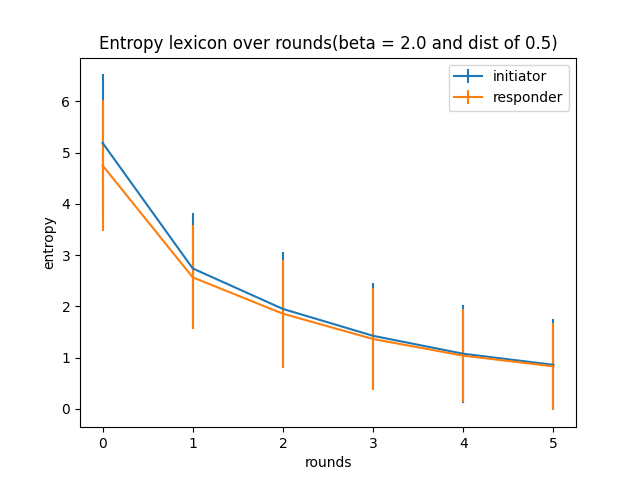 Entropy lexicon over rounds(beta = 2.0 and dist of 0.5)
initiator
responder
entropy
6
5
4
3
2
1
0
0 1 2 3 4 5
rounds